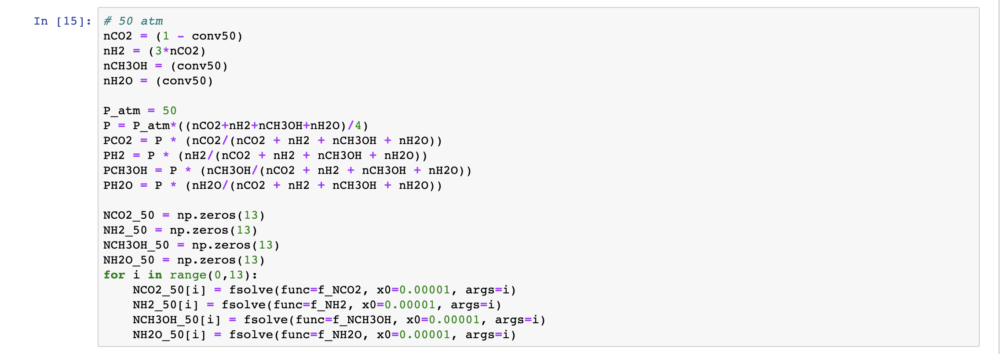 In [15]: # 50 atm
nCO2 = (1 - conv50)
nH2 = (3*nCO2)
nCH3OH = (conv50)
nH2O = (conv50)

P_atm = 50
P = P_atm*((nCO2+nH2+nCH3OH+nH2O)/4)
PCO2 = P * (nCO2/(nCO2 + nH2 + nCH3OH + nH2O))
PH2 = P * (nH2/(nCO2 + nH2 + nCH3OH + nH2O))
PCH3OH = P * (nCH3OH/(nCO2 + nH2 + nCH3OH + nH2O))
PH2O = P * (nH2O/(nCO2 + nH2 + nCH3OH + nH2O))

NCO2_50 = np.zeros(13)
NH2_50 = np.zeros(13)
NCH3OH_50 = np.zeros(13)
NH2O_50 = np.zeros(13)
for i in range(0,13):
    NCO2_50[i] = fsolve(func=f_NCO2, x0=0.00001, args=i)
    NH2_50[i] = fsolve(func=f_NH2, x0=0.00001, args=i)
    NCH3OH_50[i] = fsolve(func=f_NCH3OH, x0=0.00001, args=i)
    NH2O_50[i] = fsolve(func=f_NH2O, x0=0.00001, args=i)